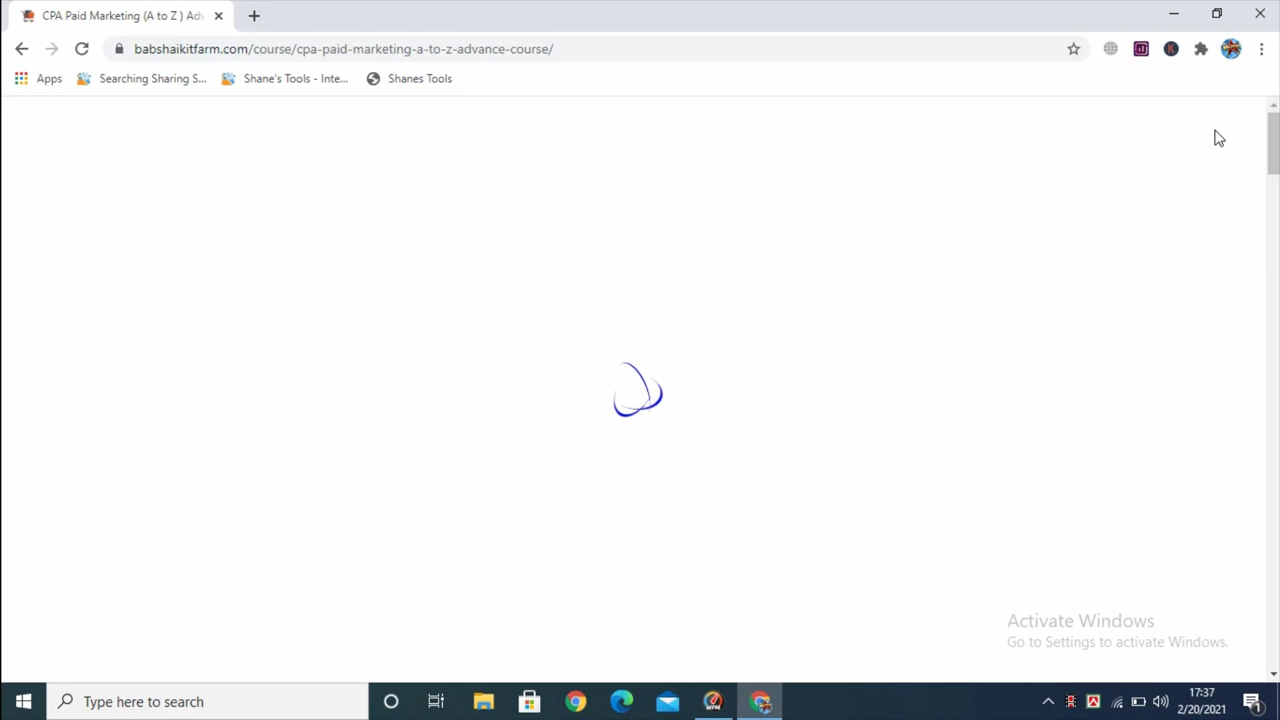 CPA Paid Marketing (A to Z ) Adv
babshaikitfarm.com/course/cpa-paid-marketing-a-to-z-advance-course/
Apps
Searching Sharing S...
Shane's Tools - Inte...
Shanes Tools
Activate Windows
Go to Settings to activate Windows.
Type here to search
17:37
2/20/2021
1